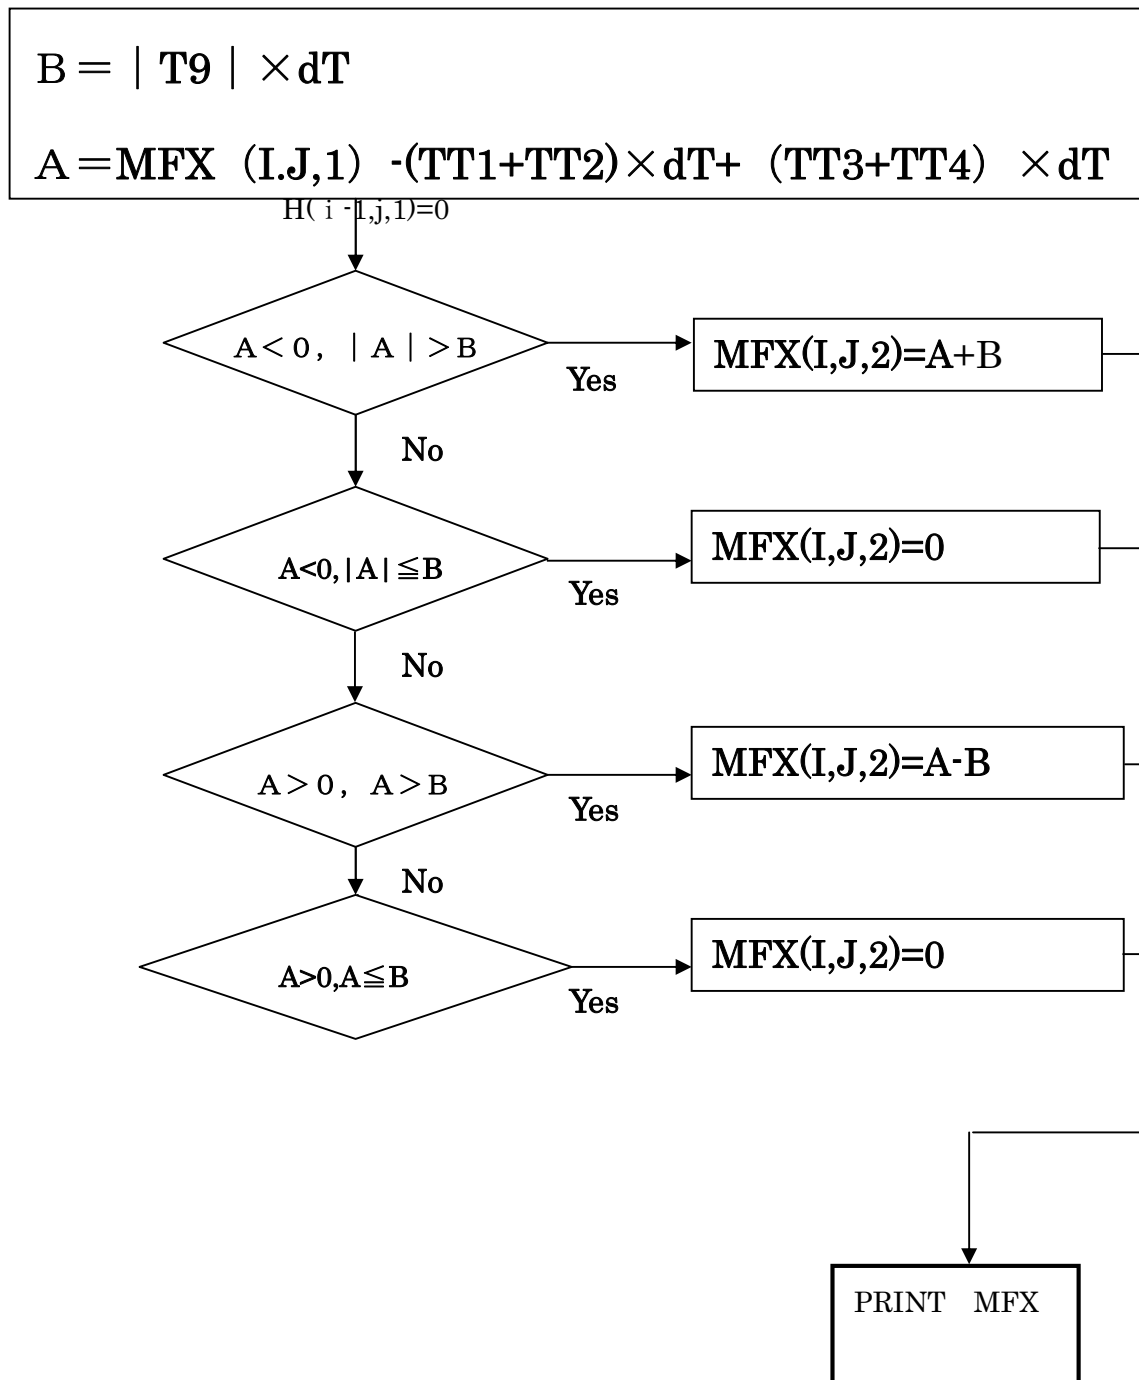 B＝｜T9｜×dT
A＝MFX（I.J,1）-(TT1+TT2)×dT+（TT3+TT4）×dT
H(ｉ-1,j,1)=0
A＜0，｜A｜＞B
MFX(I,J,2)=A+B
Yes
No
A<0,|A|≦B
MFX(I,J,2)=0
Yes
No
A＞0，A＞B
MFX(I,J,2)=A-B
Yes
No
A>0,A≦B
MFX(I,J,2)=0
Yes
PRINT　MFX